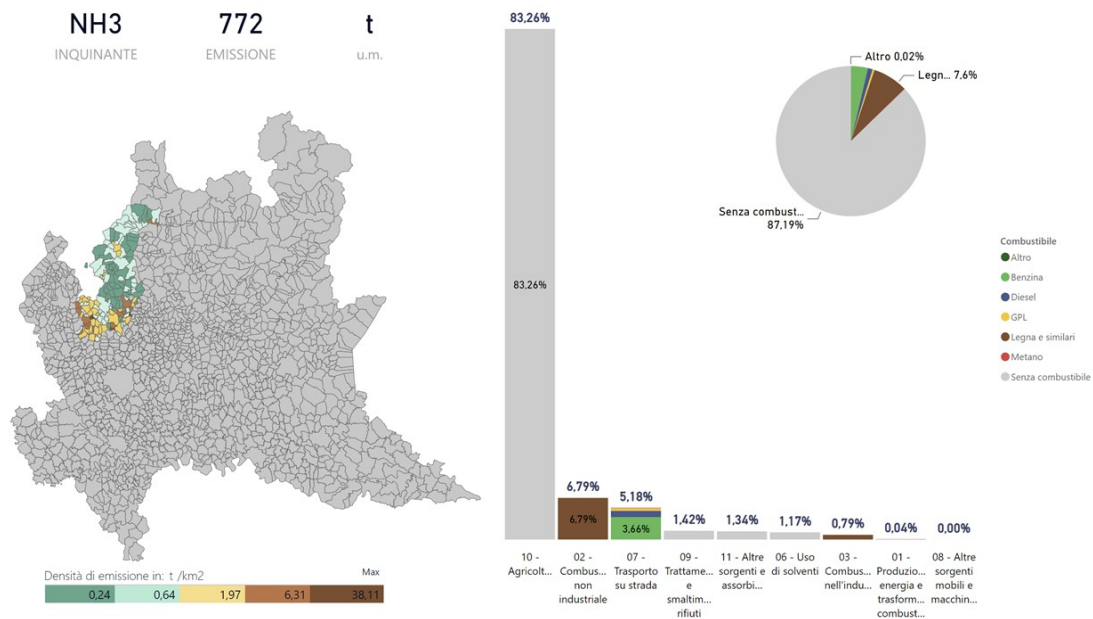 NH3
772
t
INQUINANTE
EMISSIONE
u.m.
83,26%
83,26%
6,79%
6,79%
5,18%
3,66%
1,42%
1,34%
1,17%
0,79%
0,04%
0,00%
10 -
Agricolt...
02 -
Combus...
non
industriale
07 -
Trasporto
su strada
09 -
Trattame...
e
smaltim...
rifiuti
11 - Altre
sorgenti e
assorbi...
06 - Uso
di solventi
03 -
Combus...
nell'indu...
01 -
Produzio...
energia e
trasform...
combust...
08 - Altre
sorgenti
mobili e
macchin...
Altro 0,02%
Legn... 7,6%
Senza combust...
87,19%
Combustibile
Altro
Benzina
Diesel
GPL
Legna e similari
Metano
Senza combustibile
Densità di emissione in: t /km2
Max
0,24
0,64
1,97
6,31
38,11